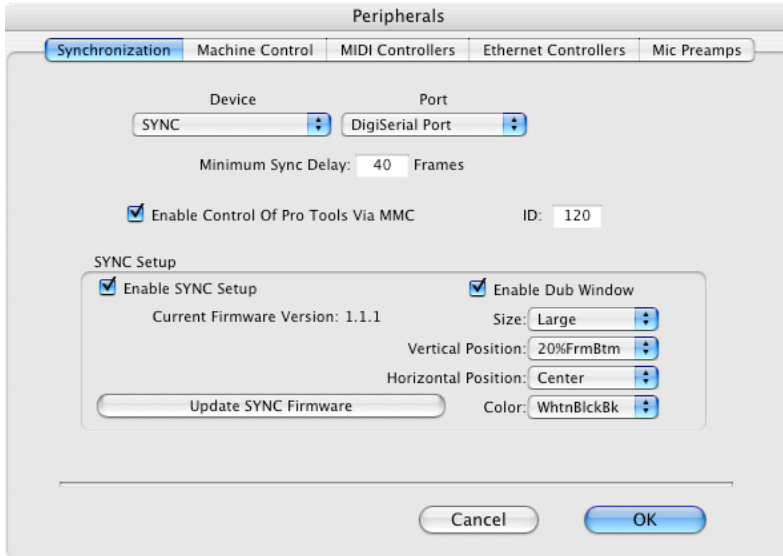 Peripherals
Synchronization Machine Control MIDI Controllers Ethernet Controllers Mic Preamps
Device Port
SYNC DigiSerial Port
Minimum Sync Delay: 40 Frames
Enable Control Of Pro Tools Via MMC ID: 120
SYNC Setup
Enable SYNC Setup Enable Dub Window
Current Firmware Version: 1.1.1 Size: Large
Vertical Position: 20%FrmBtm
Horizontal Position: Center
Update SYNC Firmware Color: WhtnBlckBk
Cancel OK